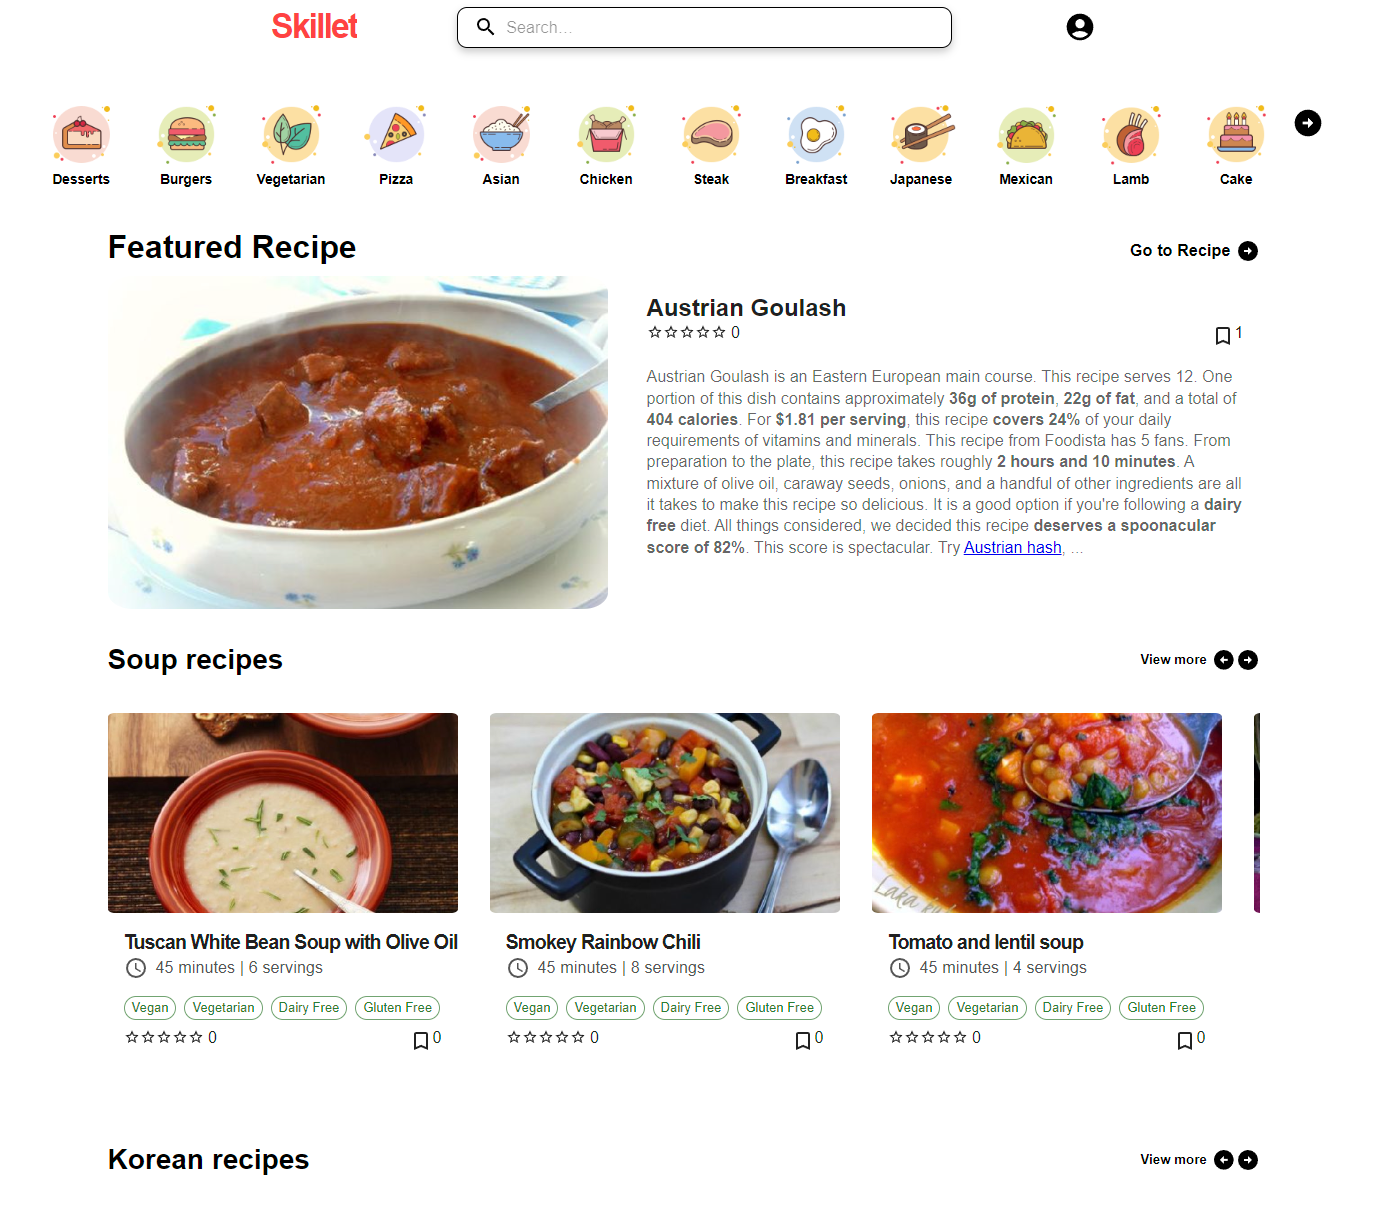 Skillet
Search...
Desserts
Burgers
Vegetarian
Pizza
Asian
Chicken
Steak
Breakfast
Japanese
Mexican
Lamb
Cake
Featured Recipe
Go to Recipe
Austrian Goulash
0
1
Austrian Goulash is an Eastern European main course. This recipe serves 12. One
portion of this dish contains approximately 36g of protein, 22g of fat, and a total of
404 calories. For $1.81 per serving, this recipe covers 24% of your daily
requirements of vitamins and minerals. This recipe from Foodista has 5 fans. From
preparation to the plate, this recipe takes roughly 2 hours and 10 minutes. A
mixture of olive oil, caraway seeds, onions, and a handful of other ingredients are all
it takes to make this recipe so delicious. It is a good option if you're following a dairy
free diet. All things considered, we decided this recipe deserves a spoonacular
score of 82%. This score is spectacular. Try Austrian hash, ...
Soup recipes
View more
Laka
Tuscan White Bean Soup with Olive Oil
45 minutes | 6 servings
Vegan
Vegetarian
Dairy Free
Gluten Free
0
0
Smokey Rainbow Chili
45 minutes | 8 servings
Vegan
Vegetarian
Dairy Free
Gluten Free
0
0
Tomato and lentil soup
45 minutes | 4 servings
Vegan
Vegetarian
Dairy Free
Gluten Free
0
0
Korean recipes
View more